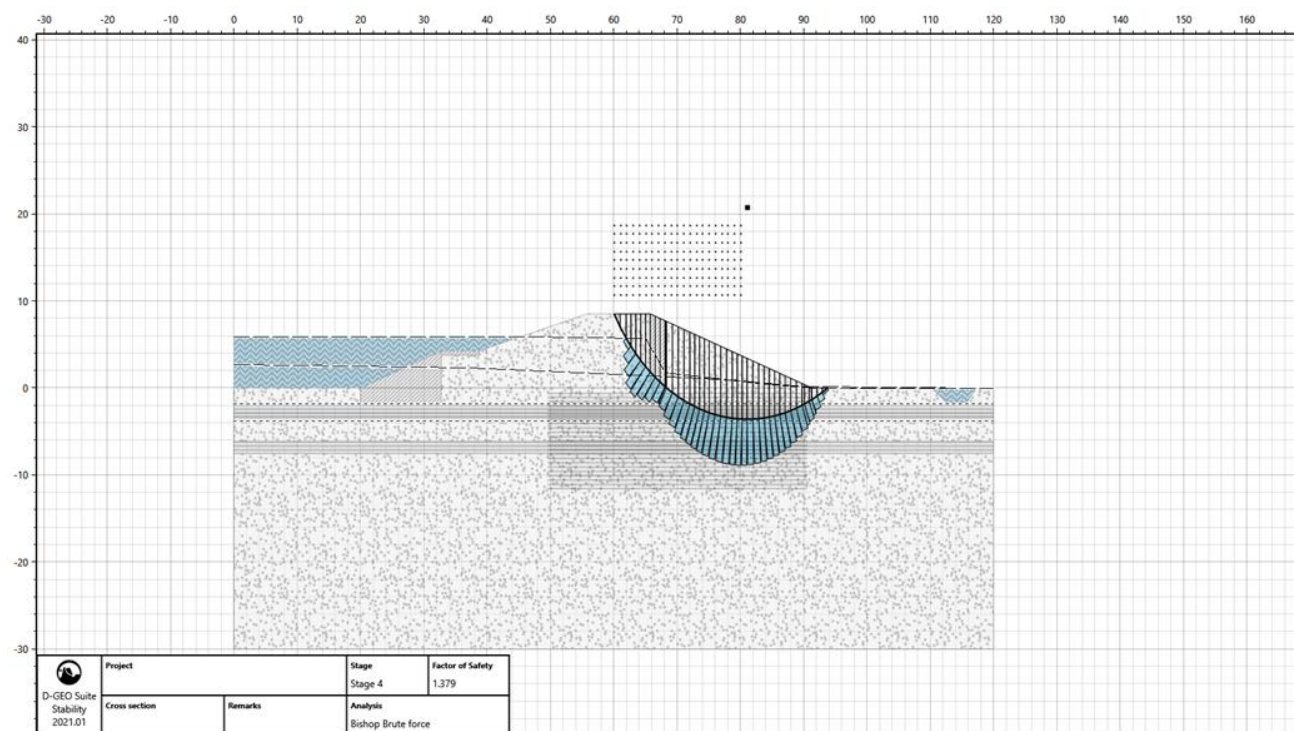 -30 -20 -10 0 10 20 30 40 50 60 70 80 90 100 110 120 130 140 150 160
40
30
20
10
0
-10
-20
-30
D-GEO Suite
Stability
2021.01
Project
Stage
Stage 4
Factor of Safety
1.379
Cross section
Remarks
Analysis
Bishop Brute force